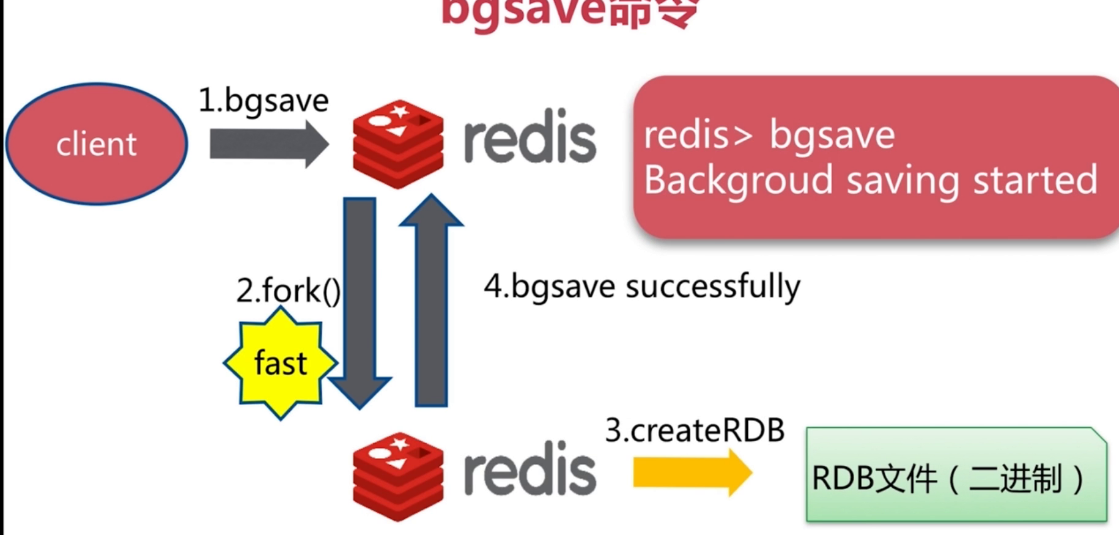 bgsave命令
1.bgsave
client
redis
redis> bgsave
Backgroud saving started
2.fork()
4.bgsave successfully
fast
3.createRDB
redis
RDB文件（二进制）